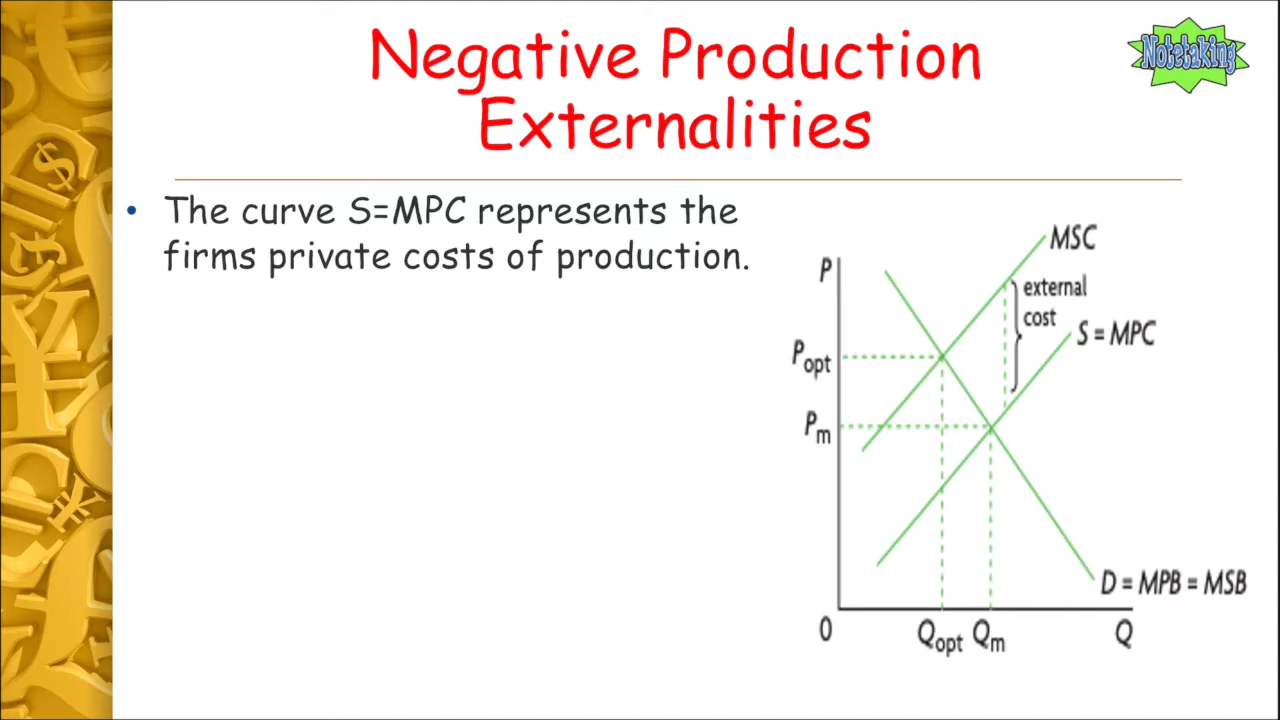 Negative Production
Externalities
Notetaking
• The curve S=MPC represents the
firms private costs of production.
MSC
P
external
cost
S = MPC
Popt
Pm
D = MPB = MSB
0
Qopt Qm Q